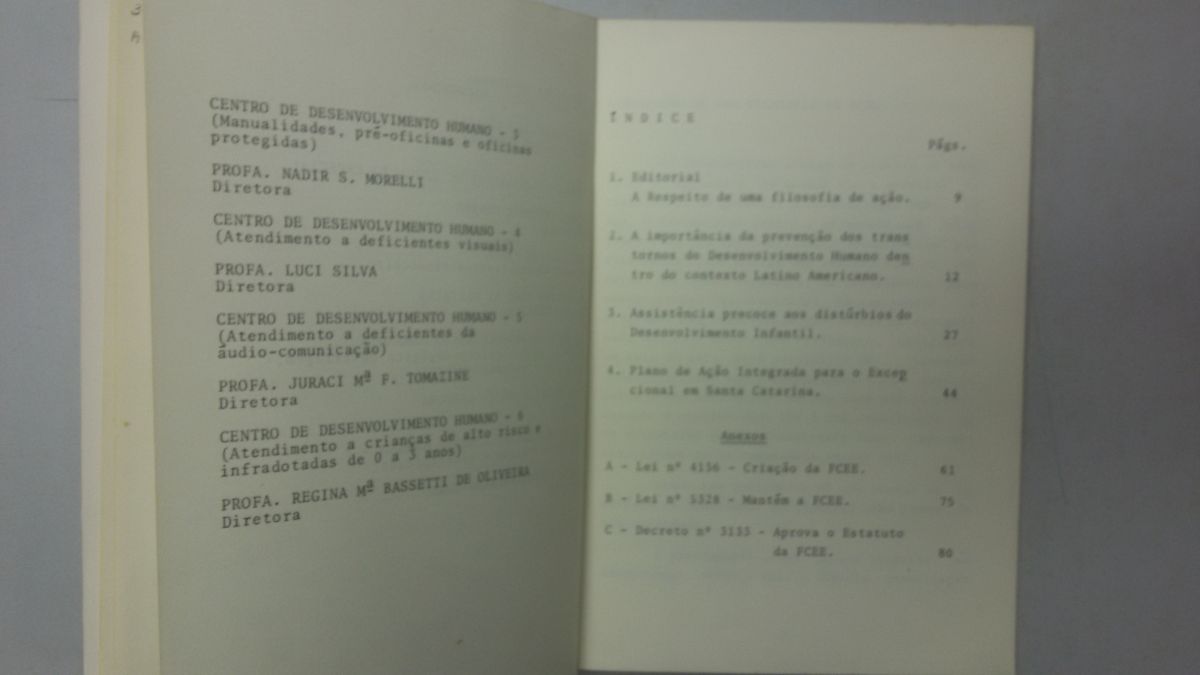 CENTRO DE DESENVOLVIMENTO HUMANO - 3
(Manualidades, pré-oficinas e oficinas
protegidas)
PROFA. NADIR S. MORELLI
Diretora
CENTRO DE DESENVOLVIMENTO HUMANO - 4
(Atendimento a deficientes visuais)
PROFA. LUCI SILVA
Diretora
CENTRO DE DESENVOLVIMENTO HUMANO - 5
(Atendimento a deficientes da
áudio-comunicação)
PROFA. JURACI Mª F. TOMAZINE
Diretora
CENTRO DE DESENVOLVIMENTO HUMANO - 6
(Atendimento a crianças de alto risco e
infradotadas de 0 a 3 anos)
PROFA. REGINA Mª BASSETTI DE OLIVEIRA
Diretora
ÍNDICE
Págs.
1. Editorial
A Respeito de uma filosofia de ação. 9
2. A importância da prevenção dos trans
tornos do Desenvolvimento Humano den
tro do contexto Latino Americano. 12
3. Assistência precoce aos distúrbios do
Desenvolvimento Infantil. 27
4. Plano de Ação Integrada para o Excep
cional em Santa Catarina. 44
Anexos
A - Lei nº 4156 - Criação da FCEE. 61
B - Lei nº 5328 - Mantém a FCEE. 75
C - Decreto nº 3133 - Aprova o Estatuto
da FCEE. 80